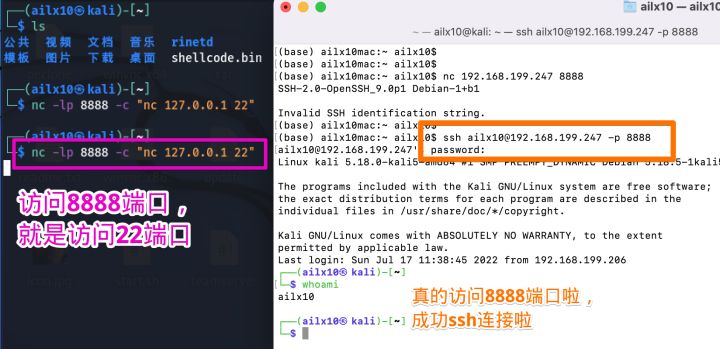 $ ls
公共 视频 文档 音乐 rinetd
模板 图片 下载 桌面 shellcode.bin
(ailx10㉿kali)-[~]
$ nc -lp 8888 -c "nc 127.0.0.1 22"
(ailx10㉿kali)-[~]
$ nc -lp 8888 -c "nc 127.0.0.1 22"
访问8888端口，
就是访问22端口
ailx10 — ailx10
~ — ailx10@kali: ~ — ssh ailx10@192.168.199.247 -p 8888
[(base) ailx10mac:~ ailx10$
[(base) ailx10mac:~ ailx10$
[(base) ailx10mac:~ ailx10$ nc 192.168.199.247 8888
SSH-2.0-OpenSSH_9.0p1 Debian-1+b1
Invalid SSH identification string.
[(base) ailx10mac:~ ailx10$
[(base) ailx10mac:~ ailx10$ ssh ailx10@192.168.199.247 -p 8888
[ailx10@192.168.199.247' password:
Linux kali 5.18.0-kali5-amd64 #1 SMP PREEMPT_DYNAMIC Debian 5.18.5-1kali
The programs included with the Kali GNU/Linux system are free software;
the exact distribution terms for each program are described in the
individual files in /usr/share/doc/*/copyright.
Kali GNU/Linux comes with ABSOLUTELY NO WARRANTY, to the extent
permitted by applicable law.
Last login: Sun Jul 17 11:38:45 2022 from 192.168.199.206
(ailx10㉿kali)-[~]
$ whoami
ailx10
(ailx10㉿kali)-[~]
$
真的访问8888端口啦，
成功ssh连接啦